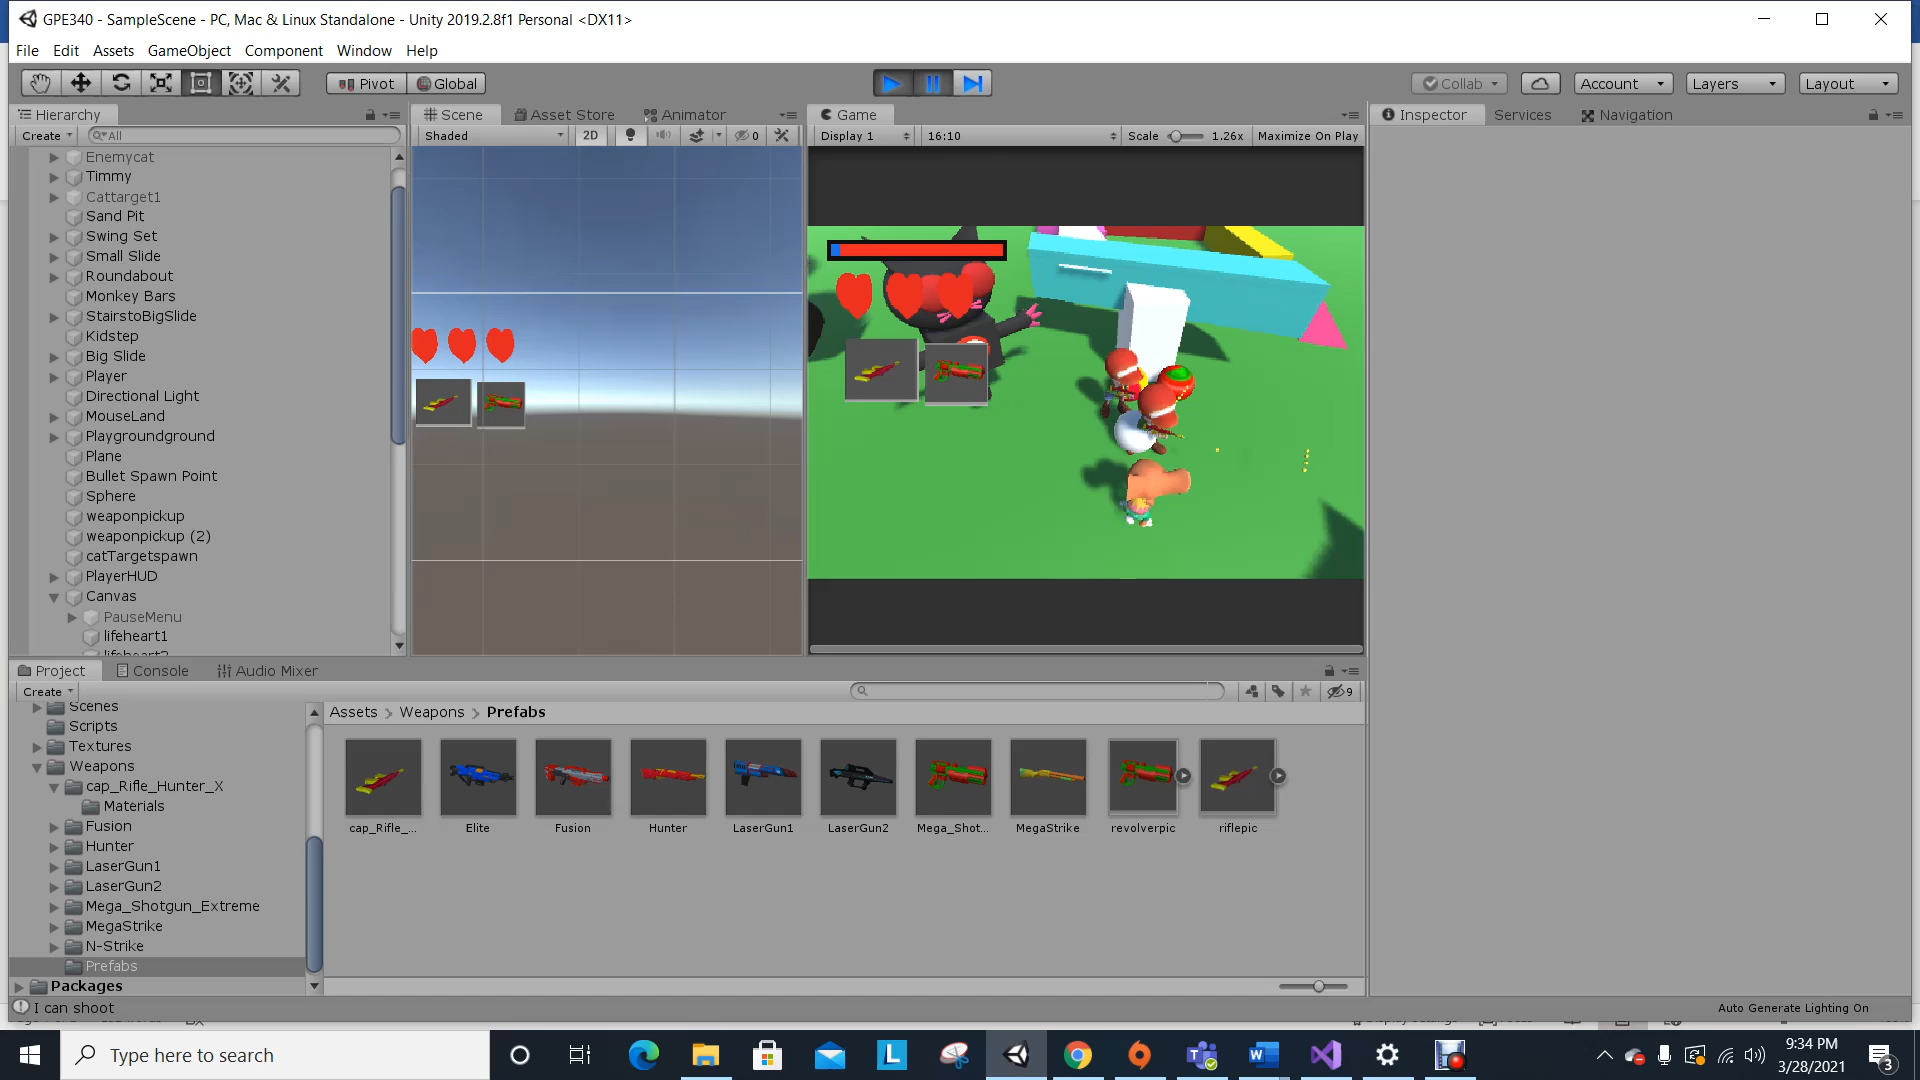 GPE340 - SampleScene - PC, Mac & Linux Standalone - Unity 2019.2.8f1 Personal <DX11>
File Edit Assets GameObject Component Window Help
Pivot Global Collab Account Layers Layout
Hierarchy Scene Asset Store Animator Game Inspector Services Navigation
Create All Shaded 2D 0 Display 1 16:10 Scale 1.26x Maximize On Play
Enemycat
Timmy
Cattarget1
Sand Pit
Swing Set
Small Slide
Roundabout
Monkey Bars
StairstoBigSlide
Kidstep
Big Slide
Player
Directional Light
MouseLand
Playgroundground
Plane
Bullet Spawn Point
Sphere
weaponpickup
weaponpickup (2)
catTargetspawn
PlayerHUD
Canvas
PauseMenu
lifeheart1
Project Console Audio Mixer
Create 9
Scenes
Scripts
Textures
Weapons
cap_Rifle_Hunter_X
Materials
Fusion
Hunter
LaserGun1
LaserGun2
Mega_Shotgun_Extreme
MegaStrike
N-Strike
Prefabs
Packages
Assets > Weapons > Prefabs
cap_Rifle_... Elite Fusion Hunter LaserGun1 LaserGun2 Mega_Shot... MegaStrike revolverpic riflepic
I can shoot Auto Generate Lighting On
Type here to search
9:34 PM
3/28/2021
3